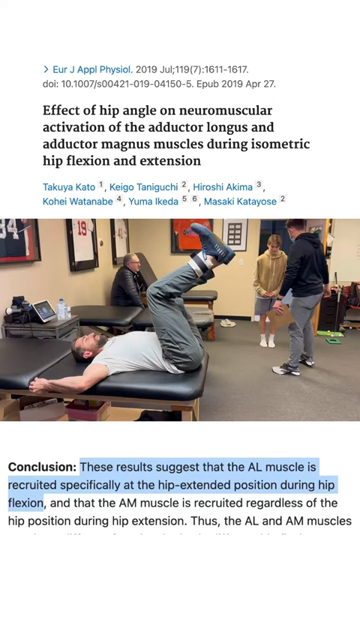 > Eur J Appl Physiol. 2019 Jul;119(7):1611-1617.
doi: 10.1007/s00421-019-04150-5. Epub 2019 Apr 27.
Effect of hip angle on neuromuscular
activation of the adductor longus and
adductor magnus muscles during isometric
hip flexion and extension
Takuya Kato 1, Keigo Taniguchi 2, Hiroshi Akima 3,
Kohei Watanabe 4, Yuma Ikeda 5 6, Masaki Katayose 2
19
Conclusion: These results suggest that the AL muscle is
recruited specifically at the hip-extended position during hip
flexion, and that the AM muscle is recruited regardless of the
hip position during hip extension. Thus, the AL and AM muscles